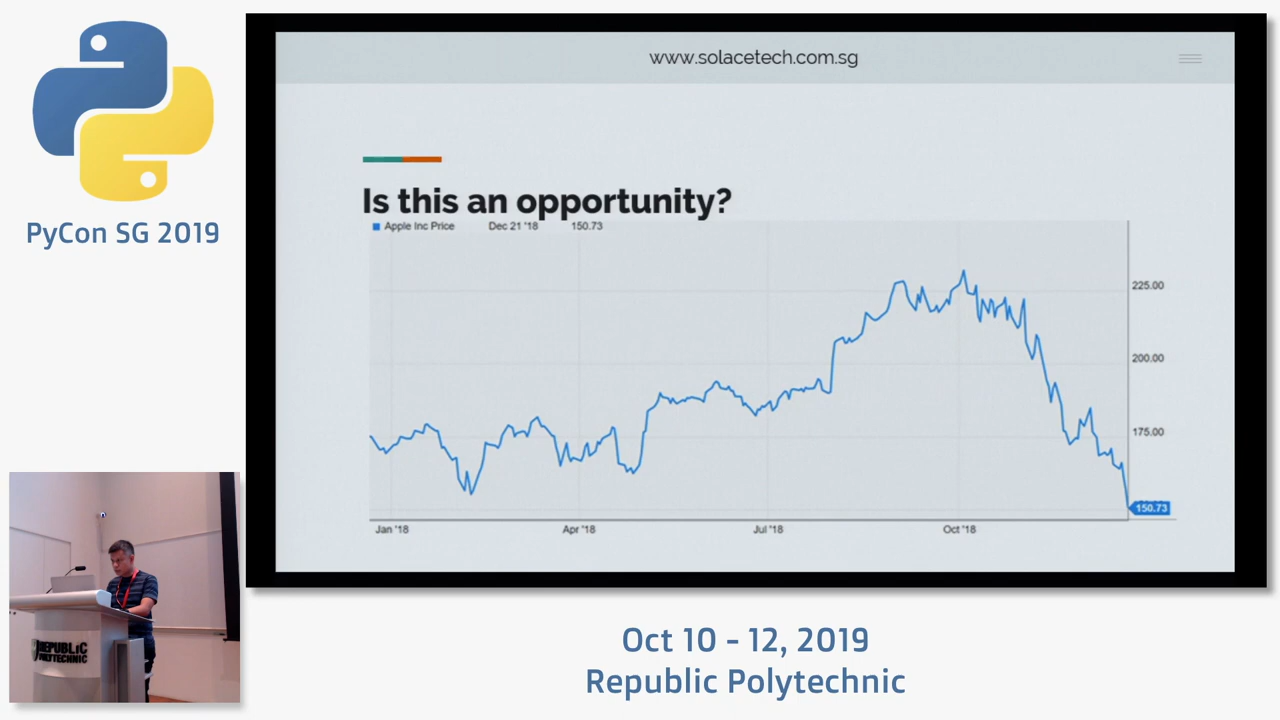 www.solacetech.com.sg
PyCon SG 2019
Is this an opportunity?
Apple Inc Price Dec 21 '18 150.73
225.00
200.00
175.00
150.73
Jan '18 Apr '18 Jul '18 Oct '18
REPUBLIC
POLYTECHNIC
Oct 10 - 12, 2019
Republic Polytechnic